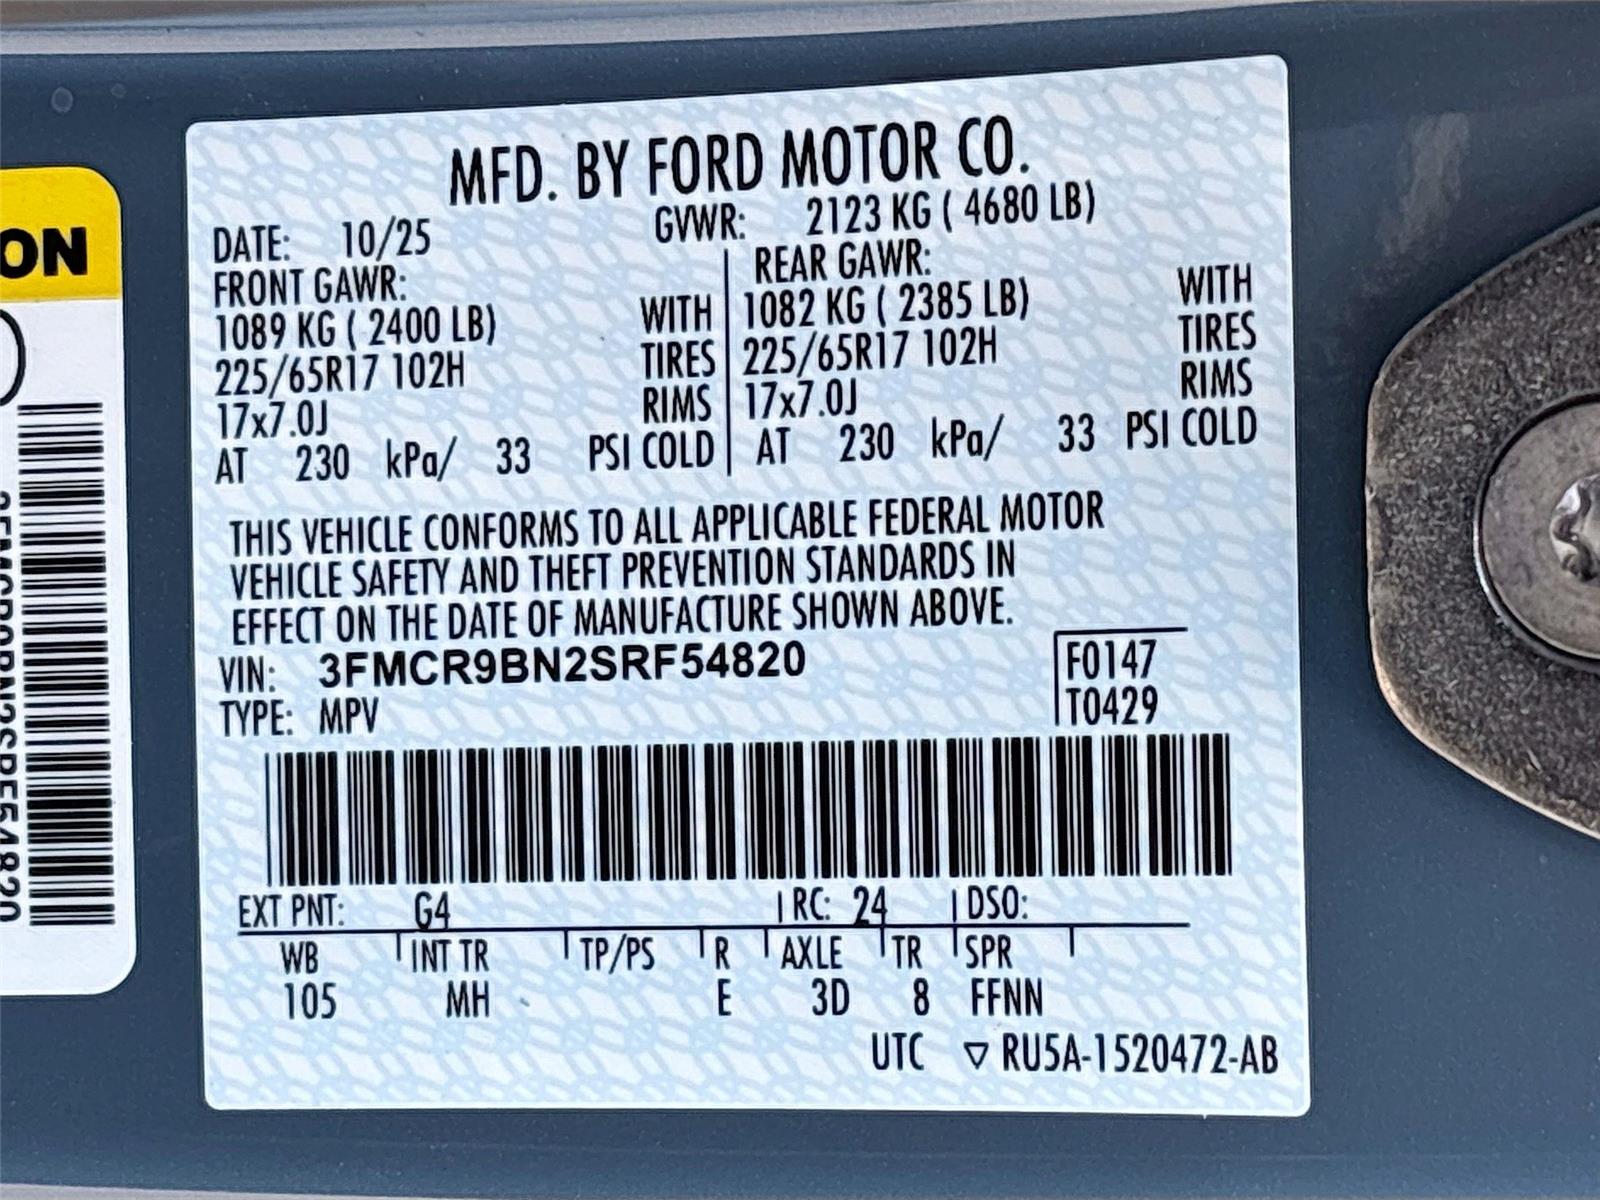 MFD. BY FORD MOTOR CO.
DATE: 10/25 GVWR: 2123 KG ( 4680 LB)
FRONT GAWR:
1089 KG ( 2400 LB) WITH
225/65R17 102H TIRES
17x7.0J RIMS
AT 230 kPa/ 33 PSI COLD
REAR GAWR:
1082 KG ( 2385 LB) WITH
225/65R17 102H TIRES
17x7.0J RIMS
AT 230 kPa/ 33 PSI COLD
THIS VEHICLE CONFORMS TO ALL APPLICABLE FEDERAL MOTOR
VEHICLE SAFETY AND THEFT PREVENTION STANDARDS IN
EFFECT ON THE DATE OF MANUFACTURE SHOWN ABOVE.
VIN: 3FMCR9BN2SRF54820
TYPE: MPV
F0147
T0429
EXT PNT: G4 RC: 24 DSO:
WB INT TR TP/PS R AXLE TR SPR
105 MH E 3D 8 FFNN
UTC ▽ RU5A-1520472-AB
ON
3FMCR9BN2SRF54820